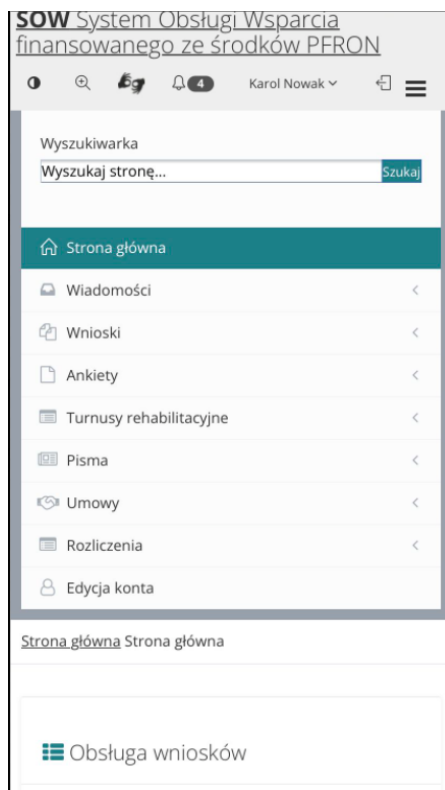 SOW System Obsługi Wsparcia
finansowanego ze środków PFRON
4 Karol Nowak
Wyszukiwarka
Wyszukaj stronę... Szukaj
Strona główna
Wiadomości
Wnioski
Ankiety
Turnusy rehabilitacyjne
Pisma
Umowy
Rozliczenia
Edycja konta
Strona główna Strona główna
Obsługa wniosków